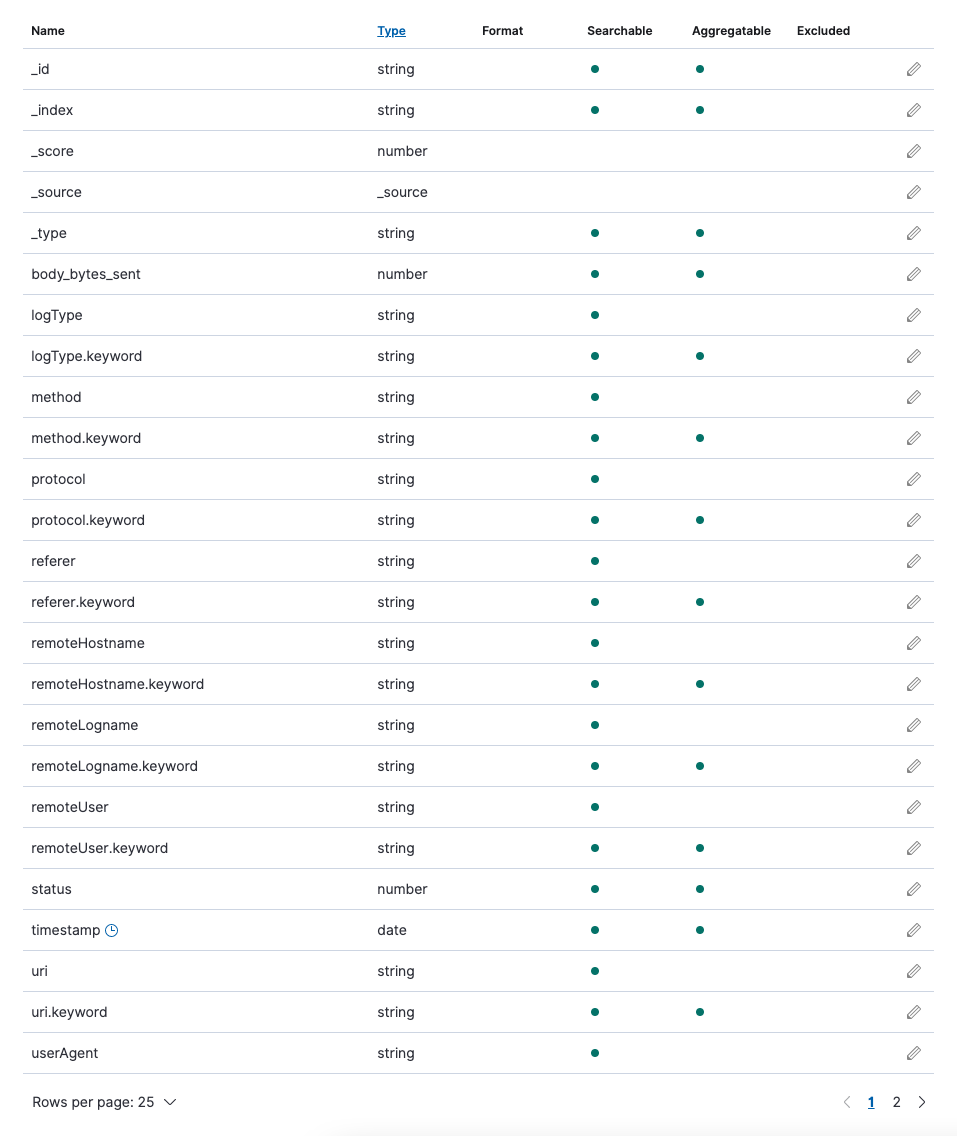 Name Type Format Searchable Aggregatable Excluded
_id string
_index string
_score number
_source _source
_type string
body_bytes_sent number
logType string
logType.keyword string
method string
method.keyword string
protocol string
protocol.keyword string
referer string
referer.keyword string
remoteHostname string
remoteHostname.keyword string
remoteLogname string
remoteLogname.keyword string
remoteUser string
remoteUser.keyword string
status number
timestamp date
uri string
uri.keyword string
userAgent string
Rows per page: 25 1 2